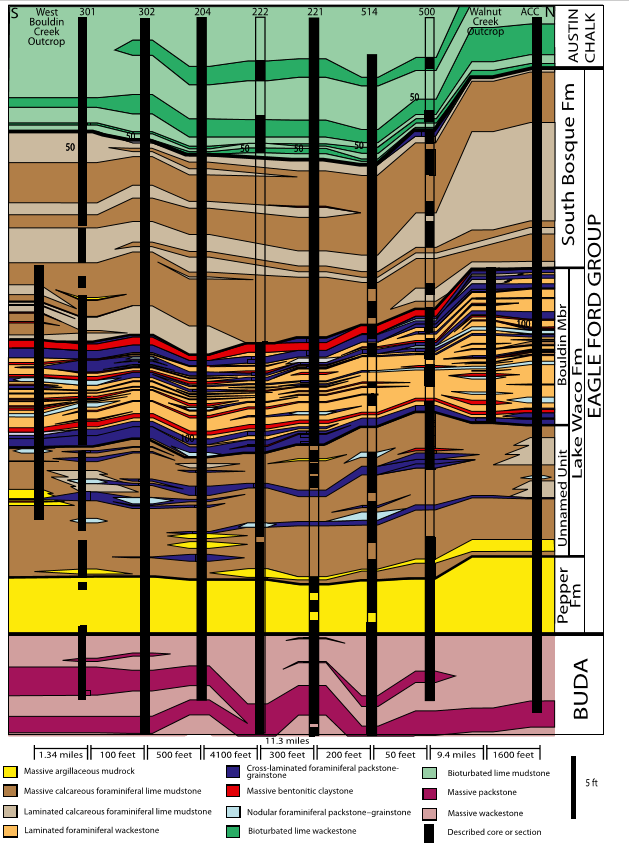 S
West
Bouldin
Creek
Outcrop
301
302
204
222
221
514
500
Walnut
Creek
Outcrop
ACC
N
50
50
50
50
50
50
100
100
AUSTIN
CHALK
South Bosque Fm
EAGLE FORD GROUP
Bouldin Mbr
Lake Waco Fm
Unnamed Unit
Pepper
Fm
BUDA
11.3 miles
1.34 miles
100 feet
500 feet
4100 feet
300 feet
200 feet
50 feet
9.4 miles
1600 feet
Massive argillaceous mudrock
Massive calcareous foraminiferal lime mudstone
Laminated calcareous foraminiferal lime mudstone
Laminated foraminiferal wackestone
Cross-laminated foraminiferal packstone-
grainstone
Massive bentonitic claystone
Nodular foraminiferal packstone–grainstone
Bioturbated lime wackestone
Bioturbated lime mudstone
Massive packstone
Massive wackestone
Described core or section
5 ft